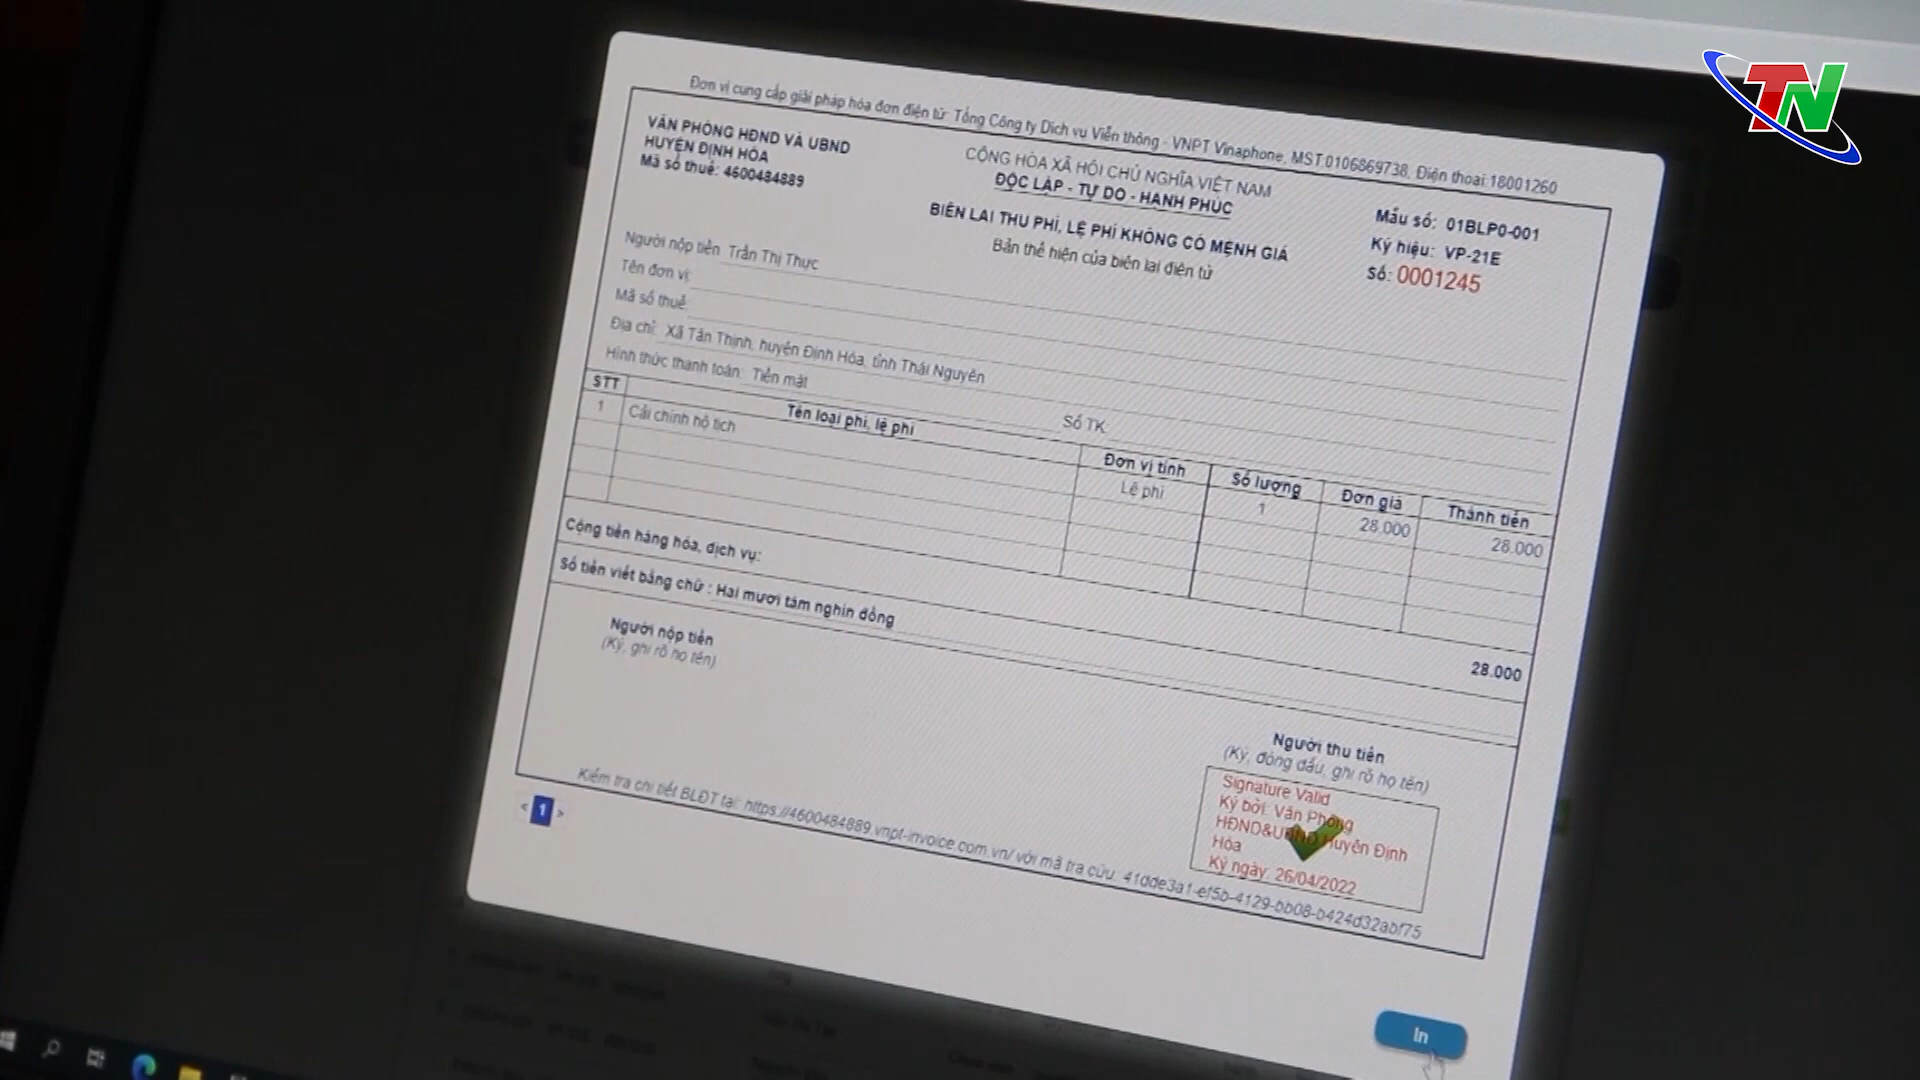 TN
Đơn vị cung cấp giải pháp hóa đơn điện tử: Tổng Công ty Dịch vụ Viễn thông - VNPT Vinaphone, MST:0106869738, Điện thoại:18001260
VĂN PHÒNG HĐND VÀ UBND
HUYỆN ĐỊNH HÓA
Mã số thuế: 4600484889
CỘNG HÒA XÃ HỘI CHỦ NGHĨA VIỆT NAM
ĐỘC LẬP - TỰ DO - HẠNH PHÚC
BIÊN LAI THU PHÍ, LỆ PHÍ KHÔNG CÓ MỆNH GIÁ
Bản thể hiện của biên lai điện tử
Mẫu số: 01BLP0-001
Ký hiệu: VP-21E
Số: 0001245
Người nộp tiền Trần Thị Thực
Tên đơn vị:
Mã số thuế
Địa chỉ: Xã Tân Thịnh, huyện Định Hóa, tỉnh Thái Nguyên
Hình thức thanh toán: Tiền mặt
Số TK
STT Tên loại phí, lệ phí Đơn vị tính Số lượng Đơn giá Thành tiền
1 Cải chính hộ tịch Lệ phí 1 28.000 28.000
Cộng tiền hàng hóa, dịch vụ: 28.000
Số tiền viết bằng chữ : Hai mươi tám nghìn đồng
Người nộp tiền
(Ký, ghi rõ họ tên)
Người thu tiền
(Ký, đóng dấu, ghi rõ họ tên)
Signature Valid
Ký bởi: Văn Phòng
HĐND&UBND Huyện Định
Hóa
Ký ngày: 26/04/2022
Kiểm tra chi tiết BLĐT tại: https://4600484889.vnpt-invoice.com.vn/ với mã tra cứu: 41dde3a1-ef5b-4129-bb08-b424d32abf75
< 1 >
In